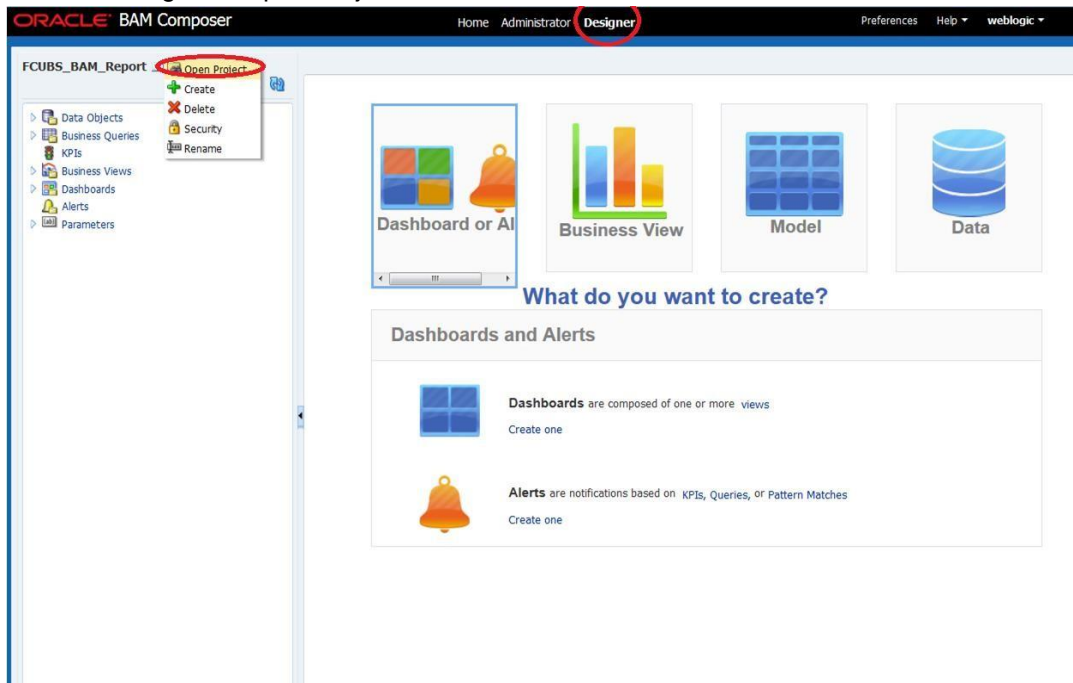 ORACLE BAM Composer
Home Administrator Designer
Preferences Help weblogic
FCUBS_BAM_Report
Open Project
Create
Delete
Security
Rename
Data Objects
Business Queries
KPIs
Business Views
Dashboards
Alerts
Parameters
Dashboard or Al
Business View
Model
Data
What do you want to create?
Dashboards and Alerts
Dashboards are composed of one or more views
Create one
Alerts are notifications based on KPIs, Queries, or Pattern Matches
Create one